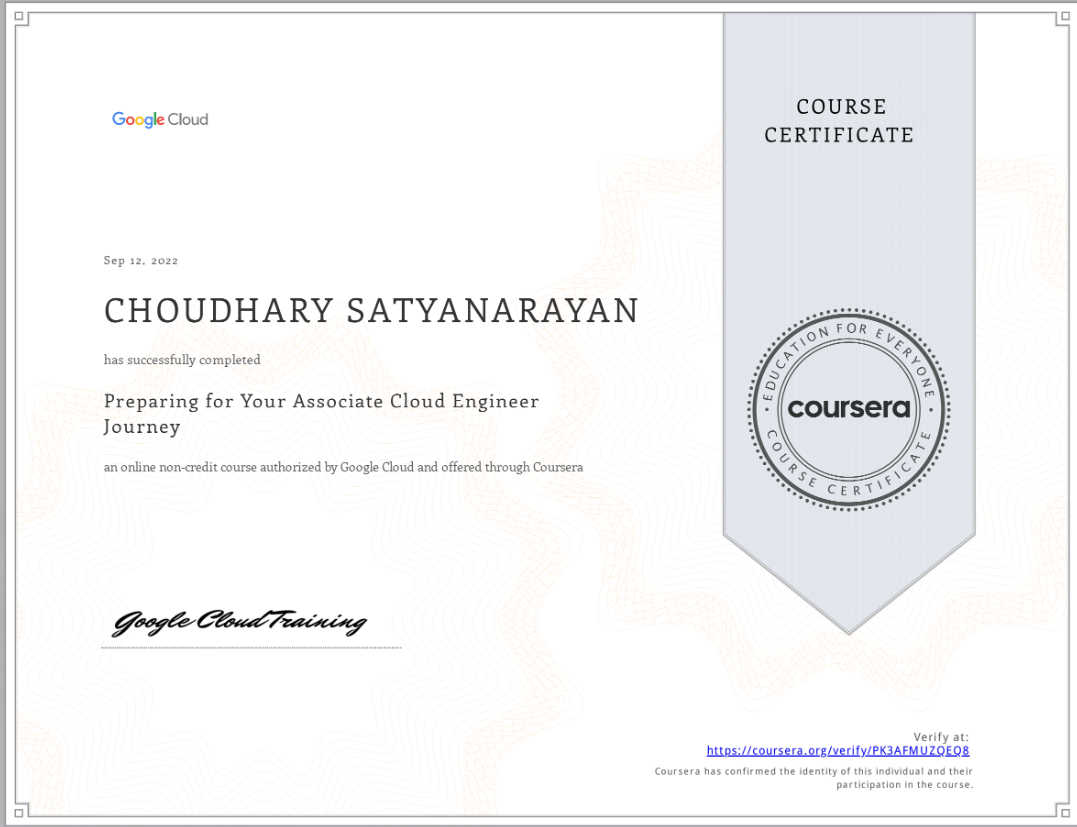 Google Cloud
COURSE
CERTIFICATE
Sep 12, 2022
CHOUDHARY SATYANARAYAN
has successfully completed
Preparing for Your Associate Cloud Engineer
Journey
an online non-credit course authorized by Google Cloud and offered through Coursera
EDUCATION FOR EVERYONE
coursera
COURSE CERTIFICATE
Google Cloud Training
Verify at:
https://coursera.org/verify/PK3AFMUZQEQ8
Coursera has confirmed the identity of this individual and their
participation in the course.